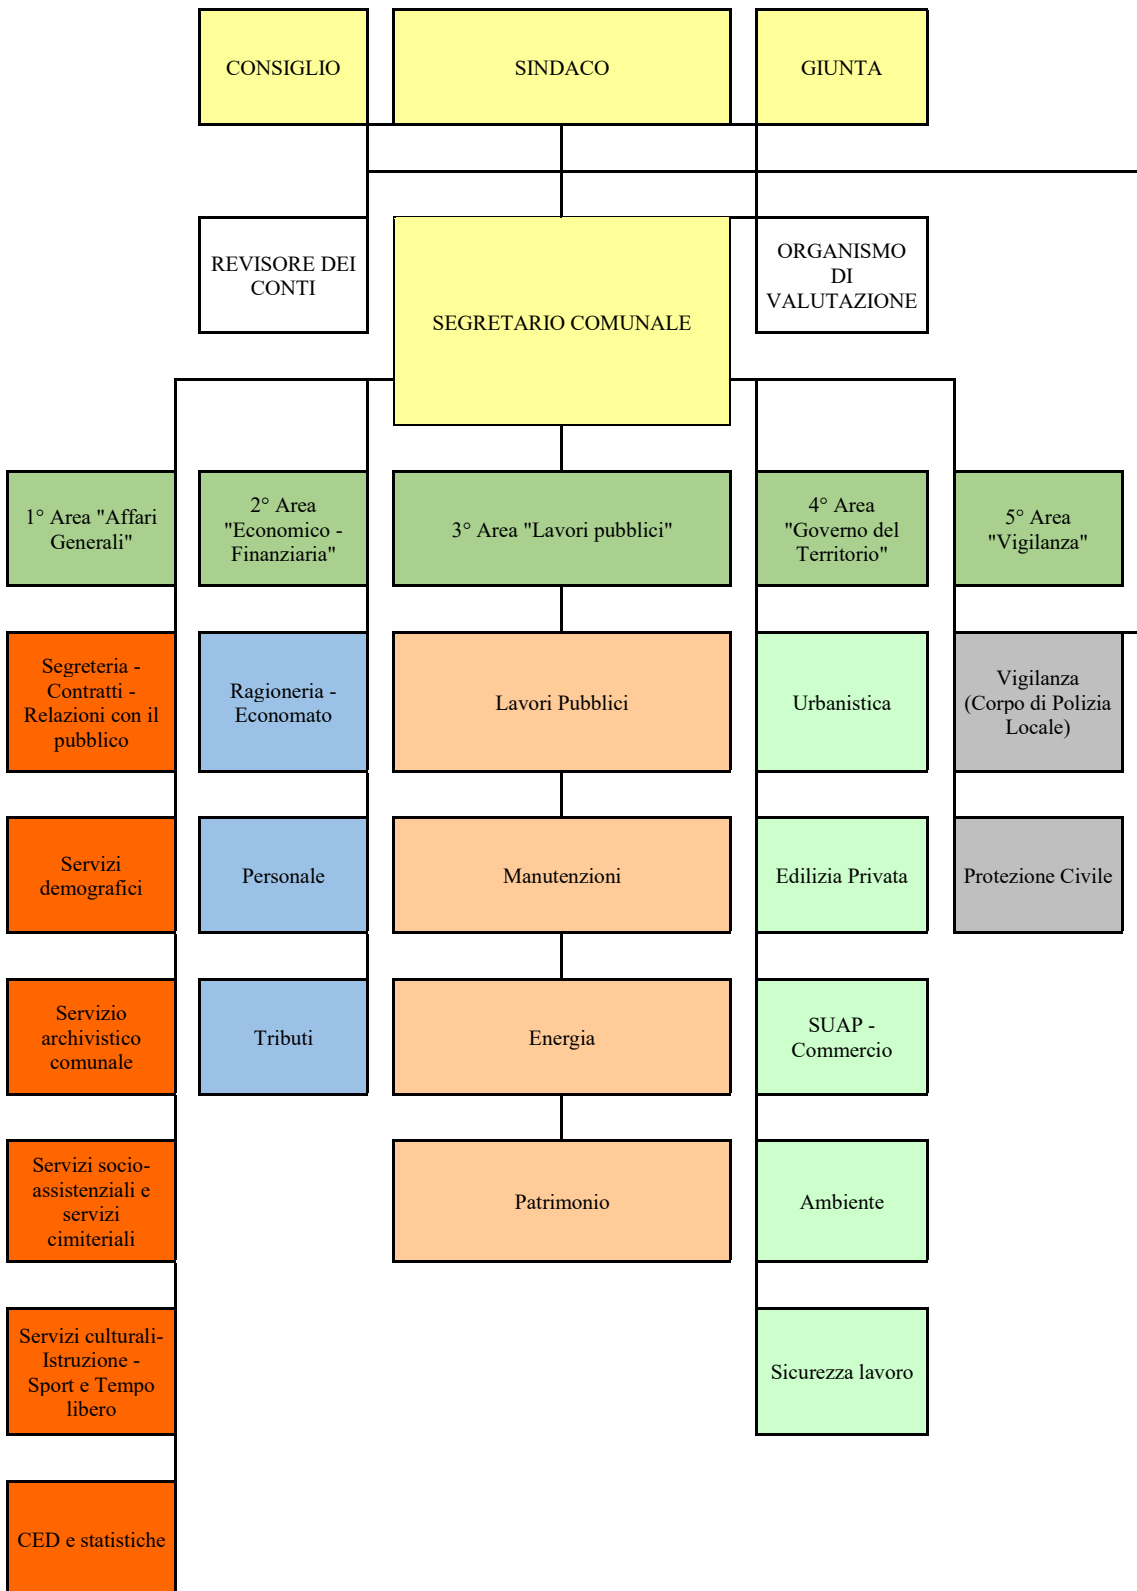 CONSIGLIO
SINDACO
GIUNTA
REVISORE DEI
CONTI
SEGRETARIO COMUNALE
ORGANISMO
DI
VALUTAZIONE
1° Area "Affari
Generali"
2° Area
"Economico -
Finanziaria"
3° Area "Lavori pubblici"
4° Area
"Governo del
Territorio"
5° Area
"Vigilanza"
Segreteria -
Contratti -
Relazioni con il
pubblico
Ragioneria -
Economato
Lavori Pubblici
Urbanistica
Vigilanza
(Corpo di Polizia
Locale)
Servizi
demografici
Personale
Manutenzioni
Edilizia Privata
Protezione Civile
Servizio
archivistico
comunale
Tributi
Energia
SUAP -
Commercio
Servizi socio-
assistenziali e
servizi
cimiteriali
Patrimonio
Ambiente
Servizi culturali-
Istruzione -
Sport e Tempo
libero
Sicurezza lavoro
CED e statistiche